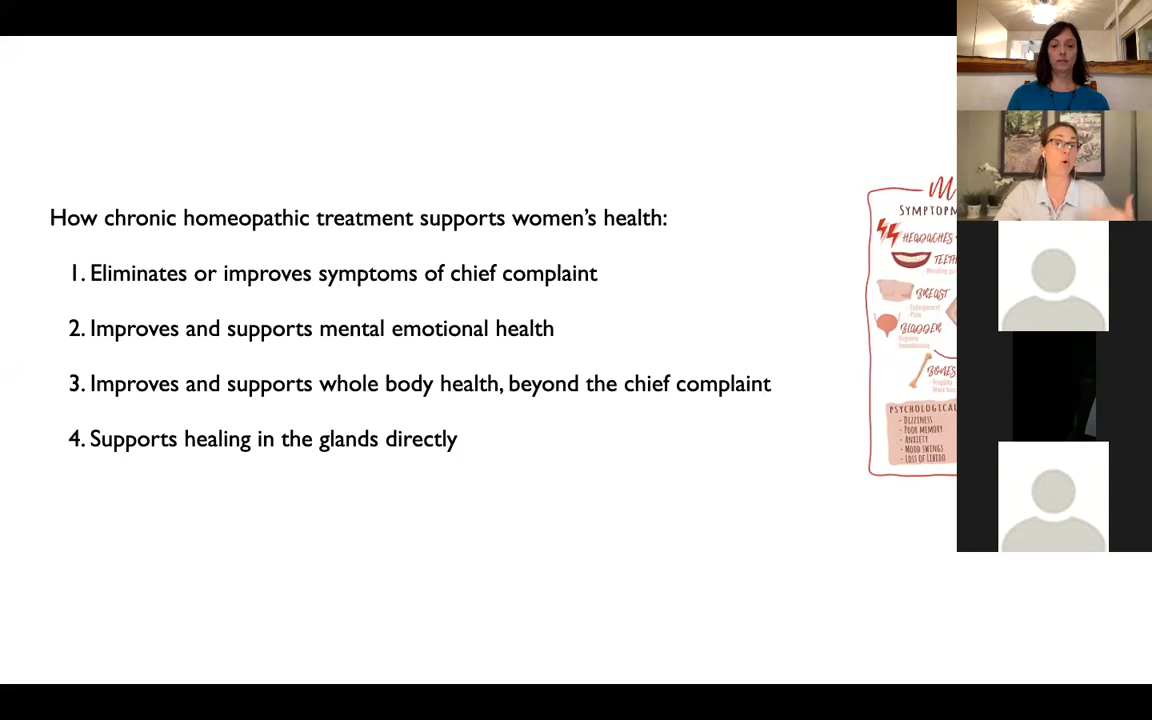 How chronic homeopathic treatment supports women’s health:
1. Eliminates or improves symptoms of chief complaint
2. Improves and supports mental emotional health
3. Improves and supports whole body health, beyond the chief complaint
4. Supports healing in the glands directly
M
SYMPTOM
HEADACHES
TEETH
BREAST
BLADDER
BONES
PSYCHOLOGICAL
- DIZZINESS
- POOR MEMORY
- ANXIETY
- MOOD SWINGS
- LOSS OF LIBIDO